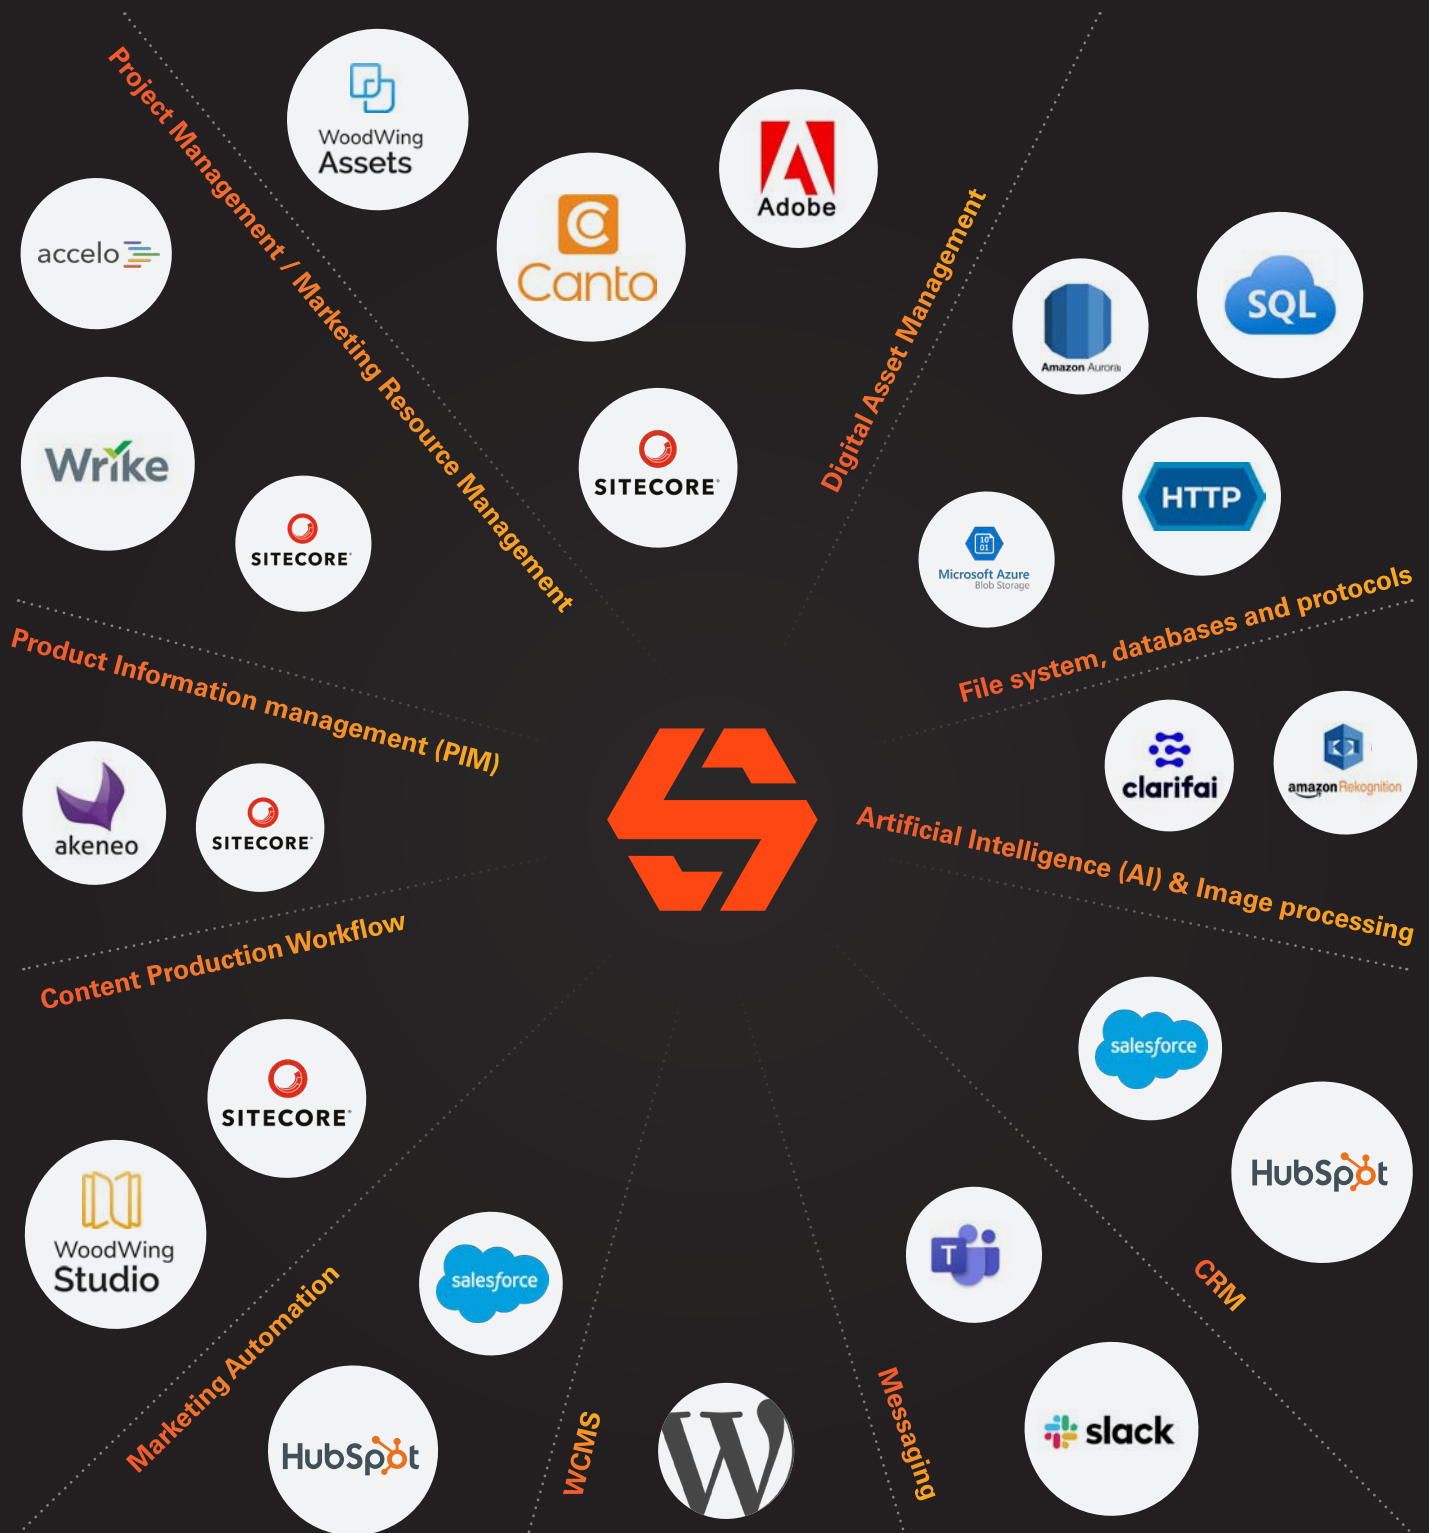 Project Management / Marketing Resource Management
accelo
Wrike
SITECORE
WoodWing
Assets
Canto
Adobe
SITECORE
Digital Asset Management
Amazon Aurora
SQL
HTTP
10
01
Microsoft Azure
Blob Storage
File system, databases and protocols
Product Information management (PIM)
akeneo
SITECORE
clarifai
amazon Rekognition
Artificial Intelligence (AI) & Image processing
Content Production Workflow
SITECORE
WoodWing
Studio
salesforce
HubSpot
CRM
Marketing Automation
salesforce
HubSpot
WCMS
W
Messaging
T
slack